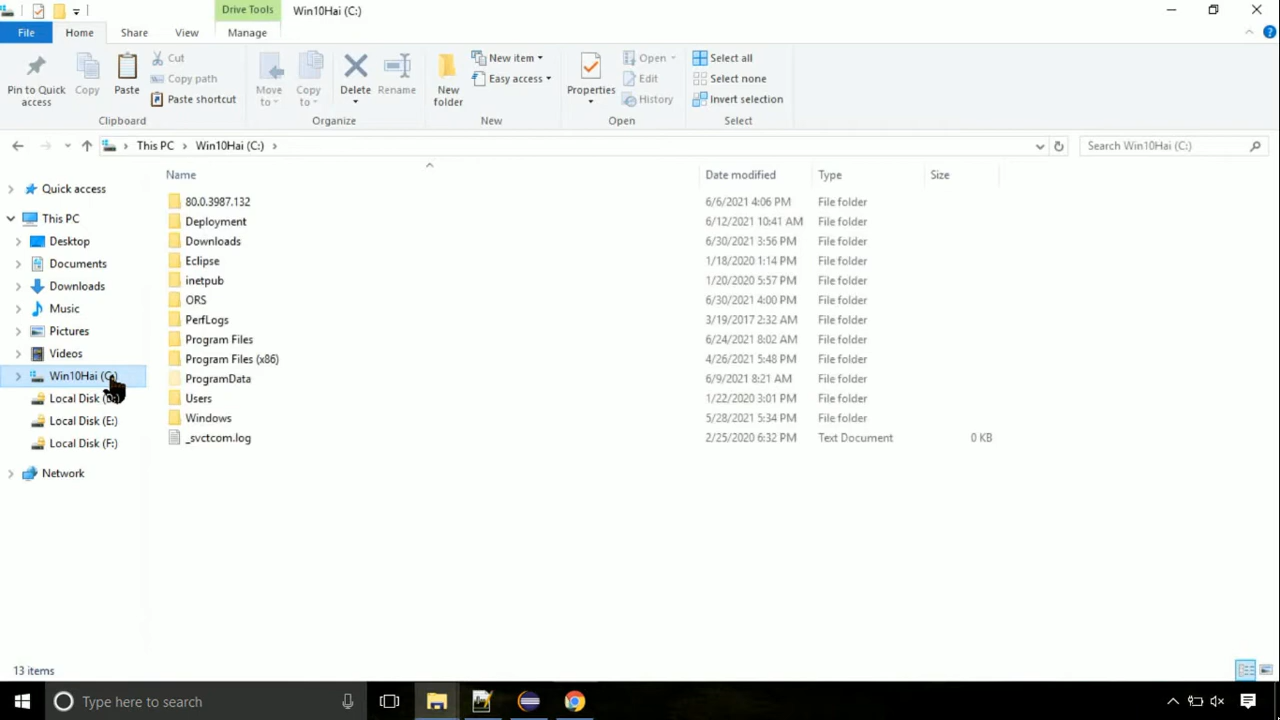 Drive Tools Win10Hai (C:)
File Home Share View Manage
Pin to Quick access Copy Paste Cut Copy path Paste shortcut Move to Copy to Delete Rename New folder New item Easy access Properties Open Edit History Select all Select none Invert selection
Clipboard Organize New Open Select
This PC Win10Hai (C:) Search Win10Hai (C:)
Name Date modified Type Size
Quick access
This PC
Desktop
Documents
Downloads
Music
Pictures
Videos
Win10Hai (C:)
Local Disk
Local Disk (E:)
Local Disk (F:)
Network
80.0.3987.132 6/6/2021 4:06 PM File folder
Deployment 6/12/2021 10:41 AM File folder
Downloads 6/30/2021 3:56 PM File folder
Eclipse 1/18/2020 1:14 PM File folder
inetpub 1/20/2020 5:57 PM File folder
ORS 6/30/2021 4:00 PM File folder
PerfLogs 3/19/2017 2:32 AM File folder
Program Files 6/24/2021 8:02 AM File folder
Program Files (x86) 4/26/2021 5:48 PM File folder
ProgramData 6/9/2021 8:21 AM File folder
Users 1/22/2020 3:01 PM File folder
Windows 5/28/2021 5:34 PM File folder
_svctcom.log 2/25/2020 6:32 PM Text Document 0 KB
13 items
Type here to search